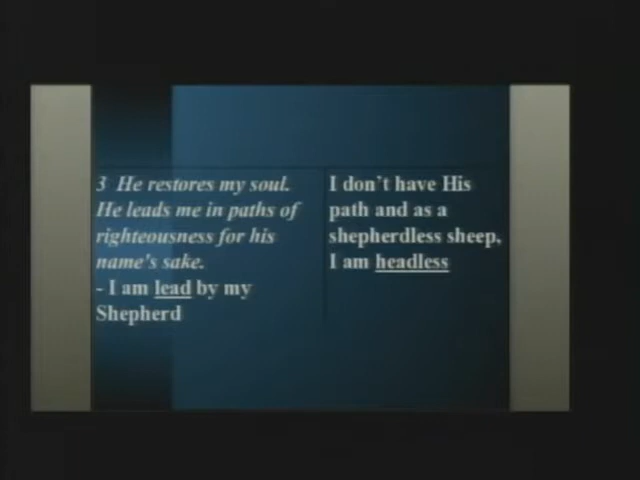 3 He restores my soul.
He leads me in paths of
righteousness for his
name's sake.
- I am lead by my
Shepherd
I don't have His
path and as a
shepherdless sheep,
I am headless